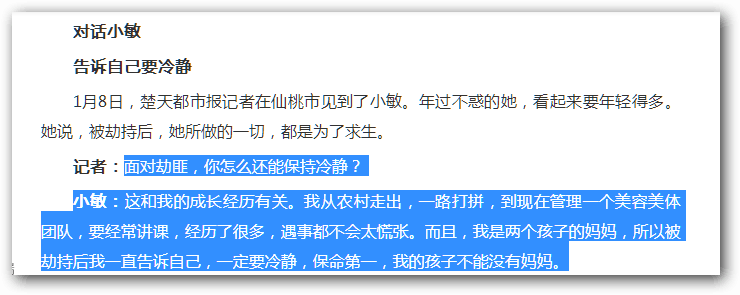 对话小敏
告诉自己要冷静
1月8日，楚天都市报记者在仙桃市见到了小敏。年过不惑的她，看起来要年轻得多。
她说，被劫持后，她所做的一切，都是为了求生。
记者：面对劫匪，你怎么还能保持冷静？
小敏：这和我的成长经历有关。我从农村走出，一路打拼，到现在管理一个美容美体
团队，要经常讲课，经历了很多，遇事都不会太慌张。而且，我是两个孩子的妈妈，所以被
劫持后我一直告诉自己，一定要冷静，保命第一，我的孩子不能没有妈妈。